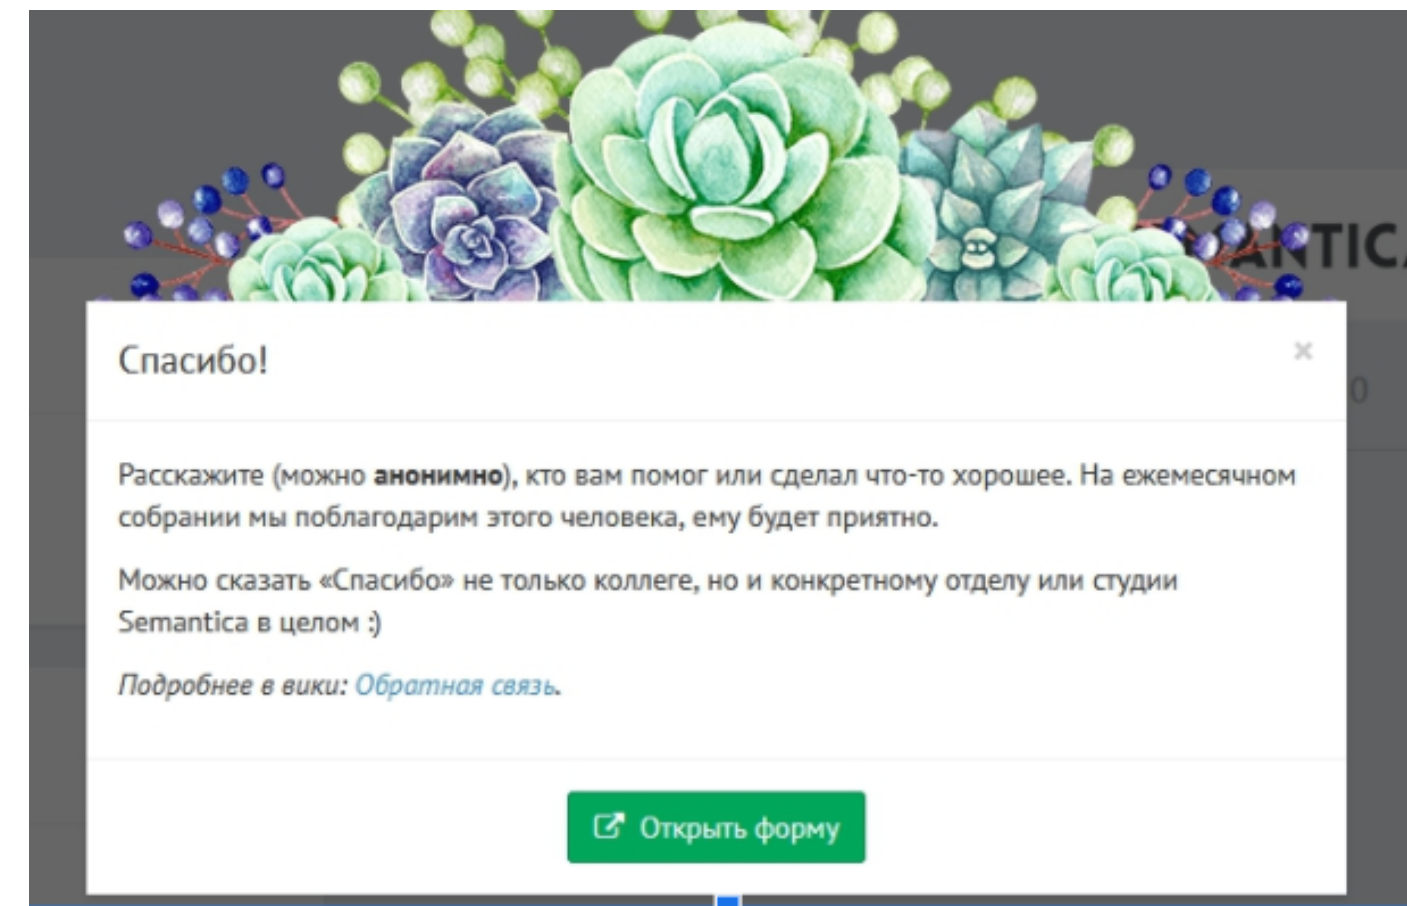 ANTICA
Спасибо!
×
0
Расскажите (можно анонимно), кто вам помог или сделал что-то хорошее. На ежемесячном
собрании мы поблагодарим этого человека, ему будет приятно.
Можно сказать «Спасибо» не только коллеге, но и конкретному отделу или студии
Semantica в целом :)
Подробнее в вики: Обратная связь.
Открыть форму